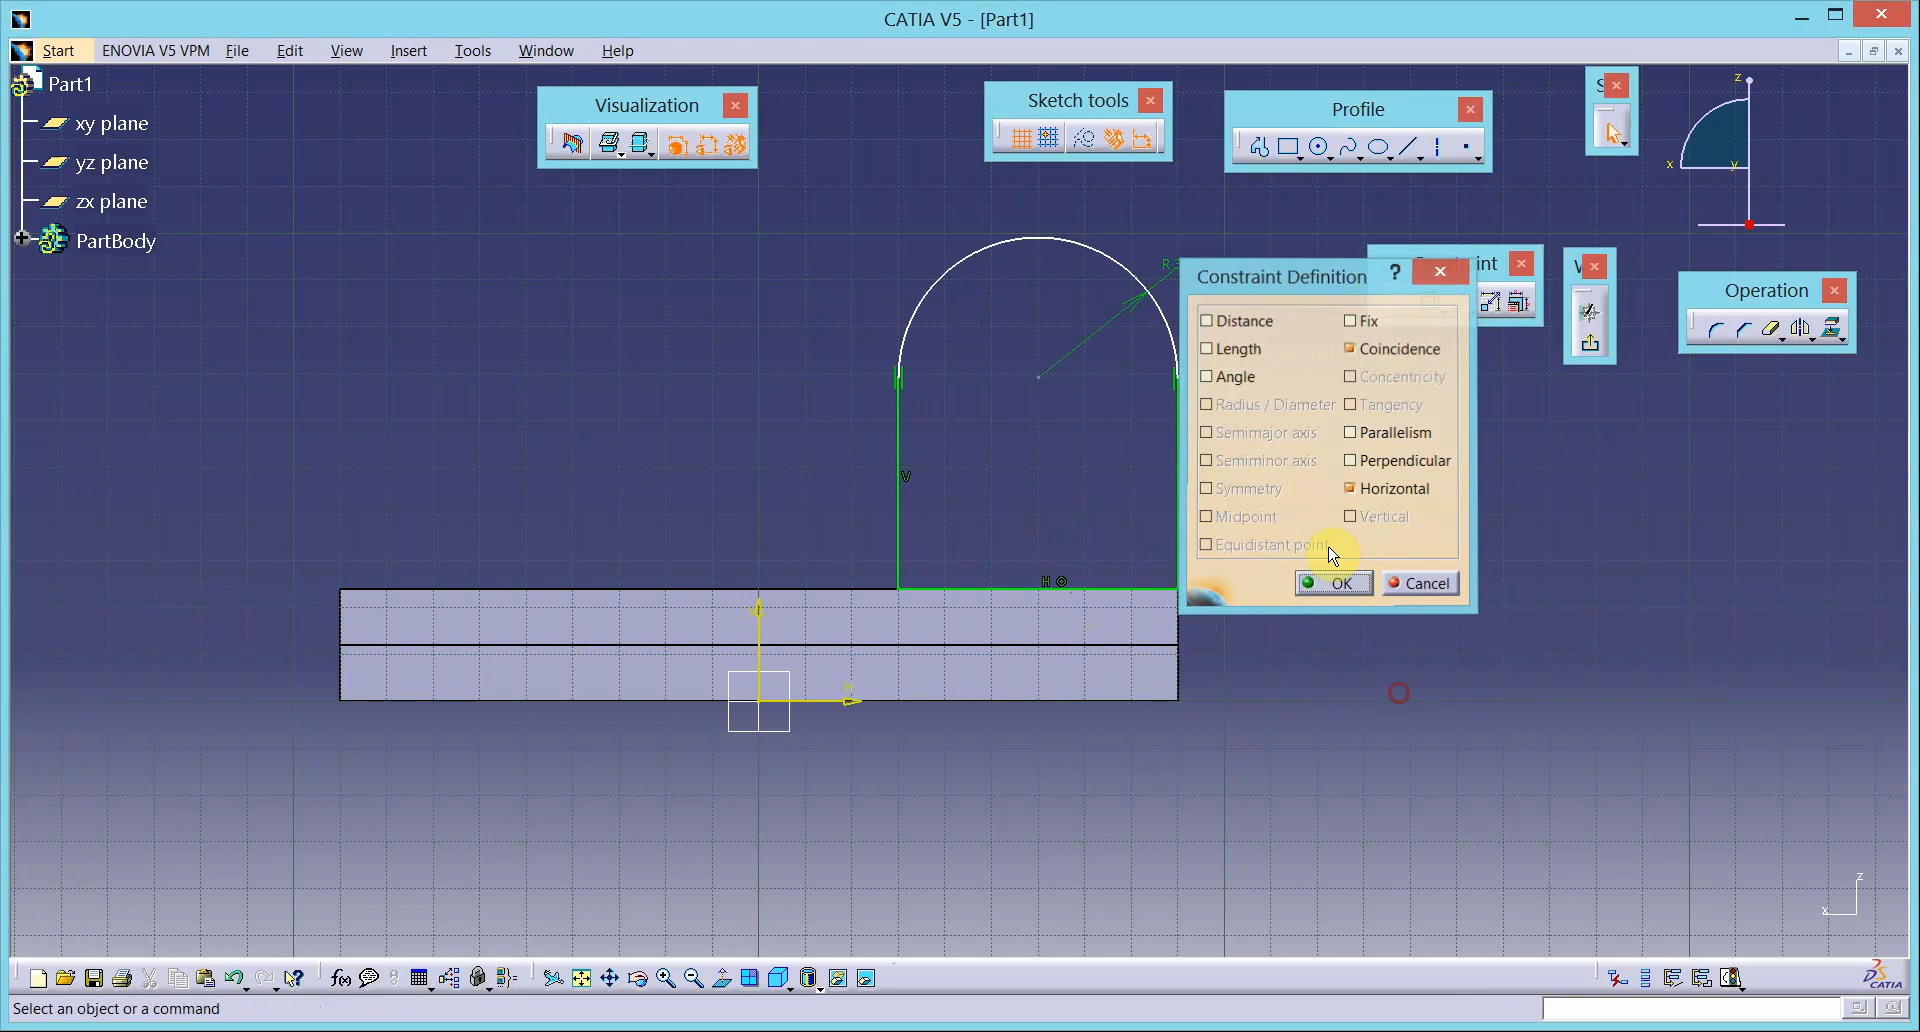 CATIA V5 - [Part1]
Start ENOVIA V5 VPM File Edit View Insert Tools Window Help
Part1
xy plane
yz plane
zx plane
PartBody
Visualization
Sketch tools
Profile
z
x
y
Operation
Constraint Definition ?
Distance
Fix
Length
Coincidence
Angle
Concentricity
Radius / Diameter
Tangency
Semimajor axis
Parallelism
Semiminor axis
Perpendicular
Symmetry
Horizontal
Midpoint
Vertical
Equidistant point
OK
Cancel
R
V
H
V
H
z
x
f(x)
CATIA
Select an object or a command